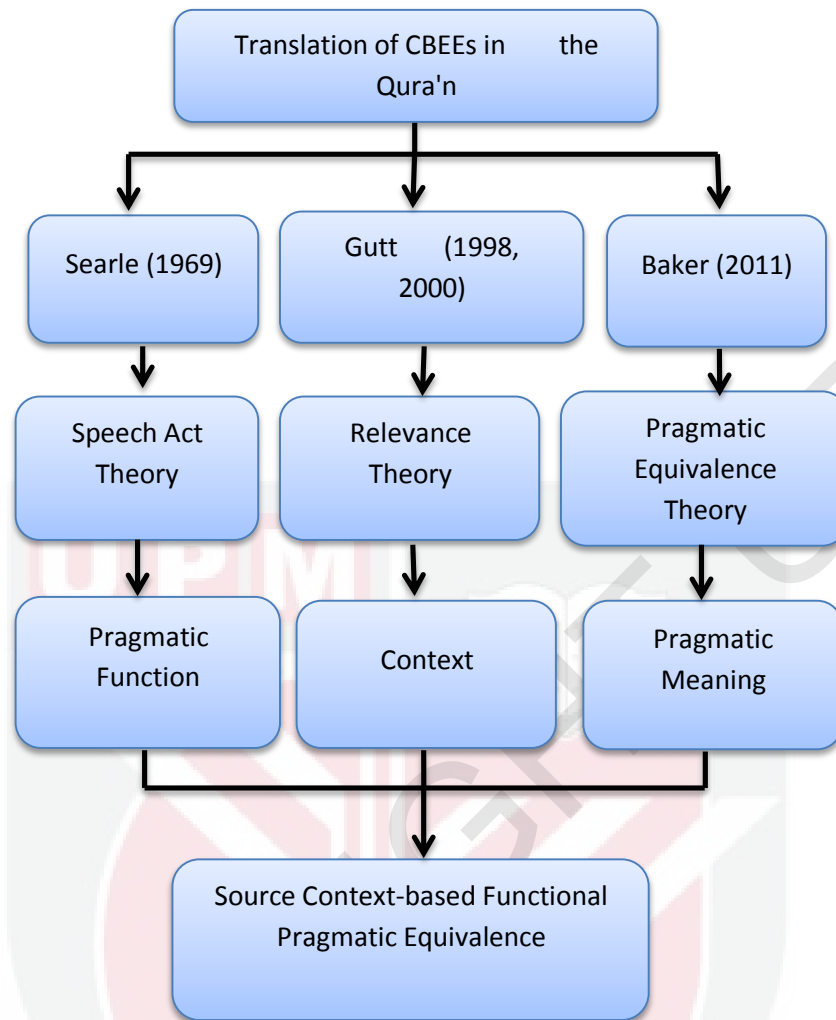 Translation of CBEEs in the
Qura'n
Searle (1969)
Gutt (1998,
2000)
Baker (2011)
Speech Act
Theory
Relevance
Theory
Pragmatic
Equivalence
Theory
Pragmatic
Function
Context
Pragmatic
Meaning
Source Context-based Functional
Pragmatic Equivalence
UPM